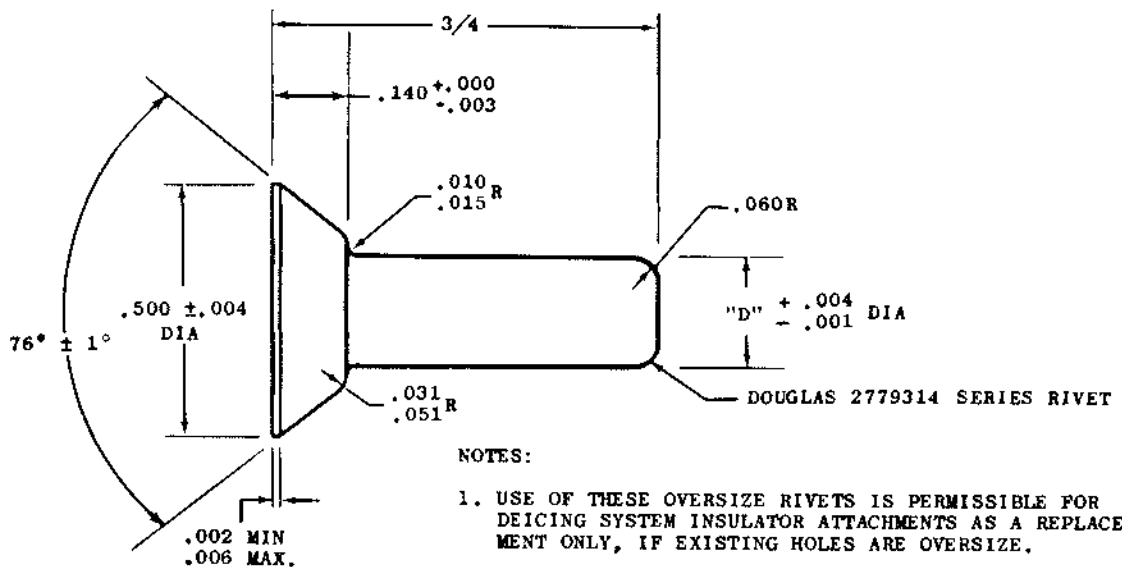 3/4
.140 +.000
-.003
.010
.015 R
.060R
.500 ±.004
DIA
"D" + .004
- .001 DIA
76° ± 1°
.031
.051 R
DOUGLAS 2779314 SERIES RIVET
NOTES:
1. USE OF THESE OVERSIZE RIVETS IS PERMISSIBLE FOR
DEICING SYSTEM INSULATOR ATTACHMENTS AS A REPLACE
MENT ONLY, IF EXISTING HOLES ARE OVERSIZE.
.002 MIN
.006 MAX.